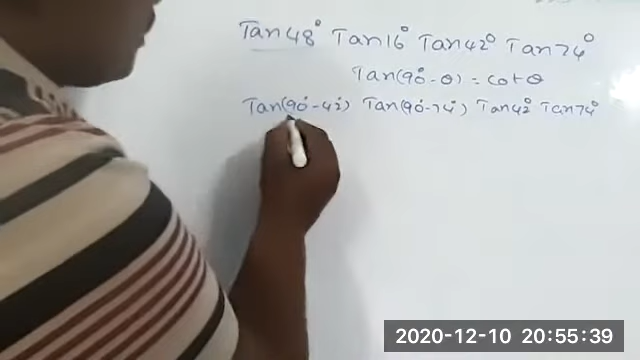 Tan48° Tan16° Tan42° Tan74°
Tan(90°-θ) = cotθ
Tan(90°-42°) Tan(90°-74°) Tan42° Tan74°
2020-12-10 20:55:39